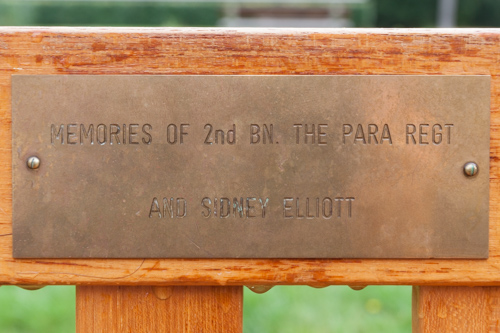 MEMORIES OF 2nd BN. THE PARA REGT
AND SIDNEY ELLIOTT